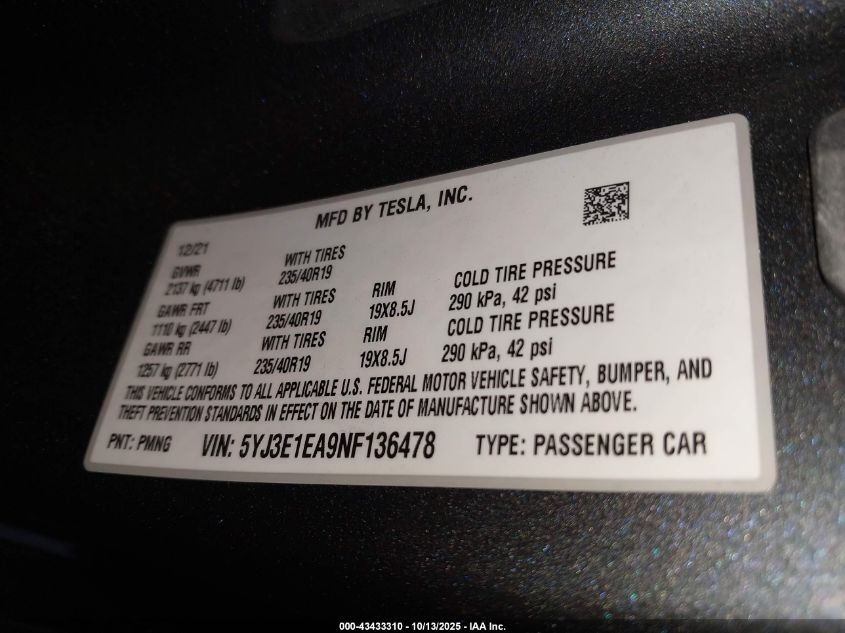 MFD BY TESLA, INC.
12/21
GVWR WITH TIRES
2137 kg (4711 lb) 235/40R19
GAWR FRT WITH TIRES RIM COLD TIRE PRESSURE
1110 kg (2447 lb) 235/40R19 19X8.5J 290 kPa, 42 psi
GAWR RR WITH TIRES RIM COLD TIRE PRESSURE
1257 kg (2771 lb) 235/40R19 19X8.5J 290 kPa, 42 psi
THIS VEHICLE CONFORMS TO ALL APPLICABLE U.S. FEDERAL MOTOR VEHICLE SAFETY, BUMPER, AND
THEFT PREVENTION STANDARDS IN EFFECT ON THE DATE OF MANUFACTURE SHOWN ABOVE.
PNT: PMNG VIN: 5YJ3E1EA9NF136478 TYPE: PASSENGER CAR
000-43433310 - 10/13/2025 - IAA Inc.